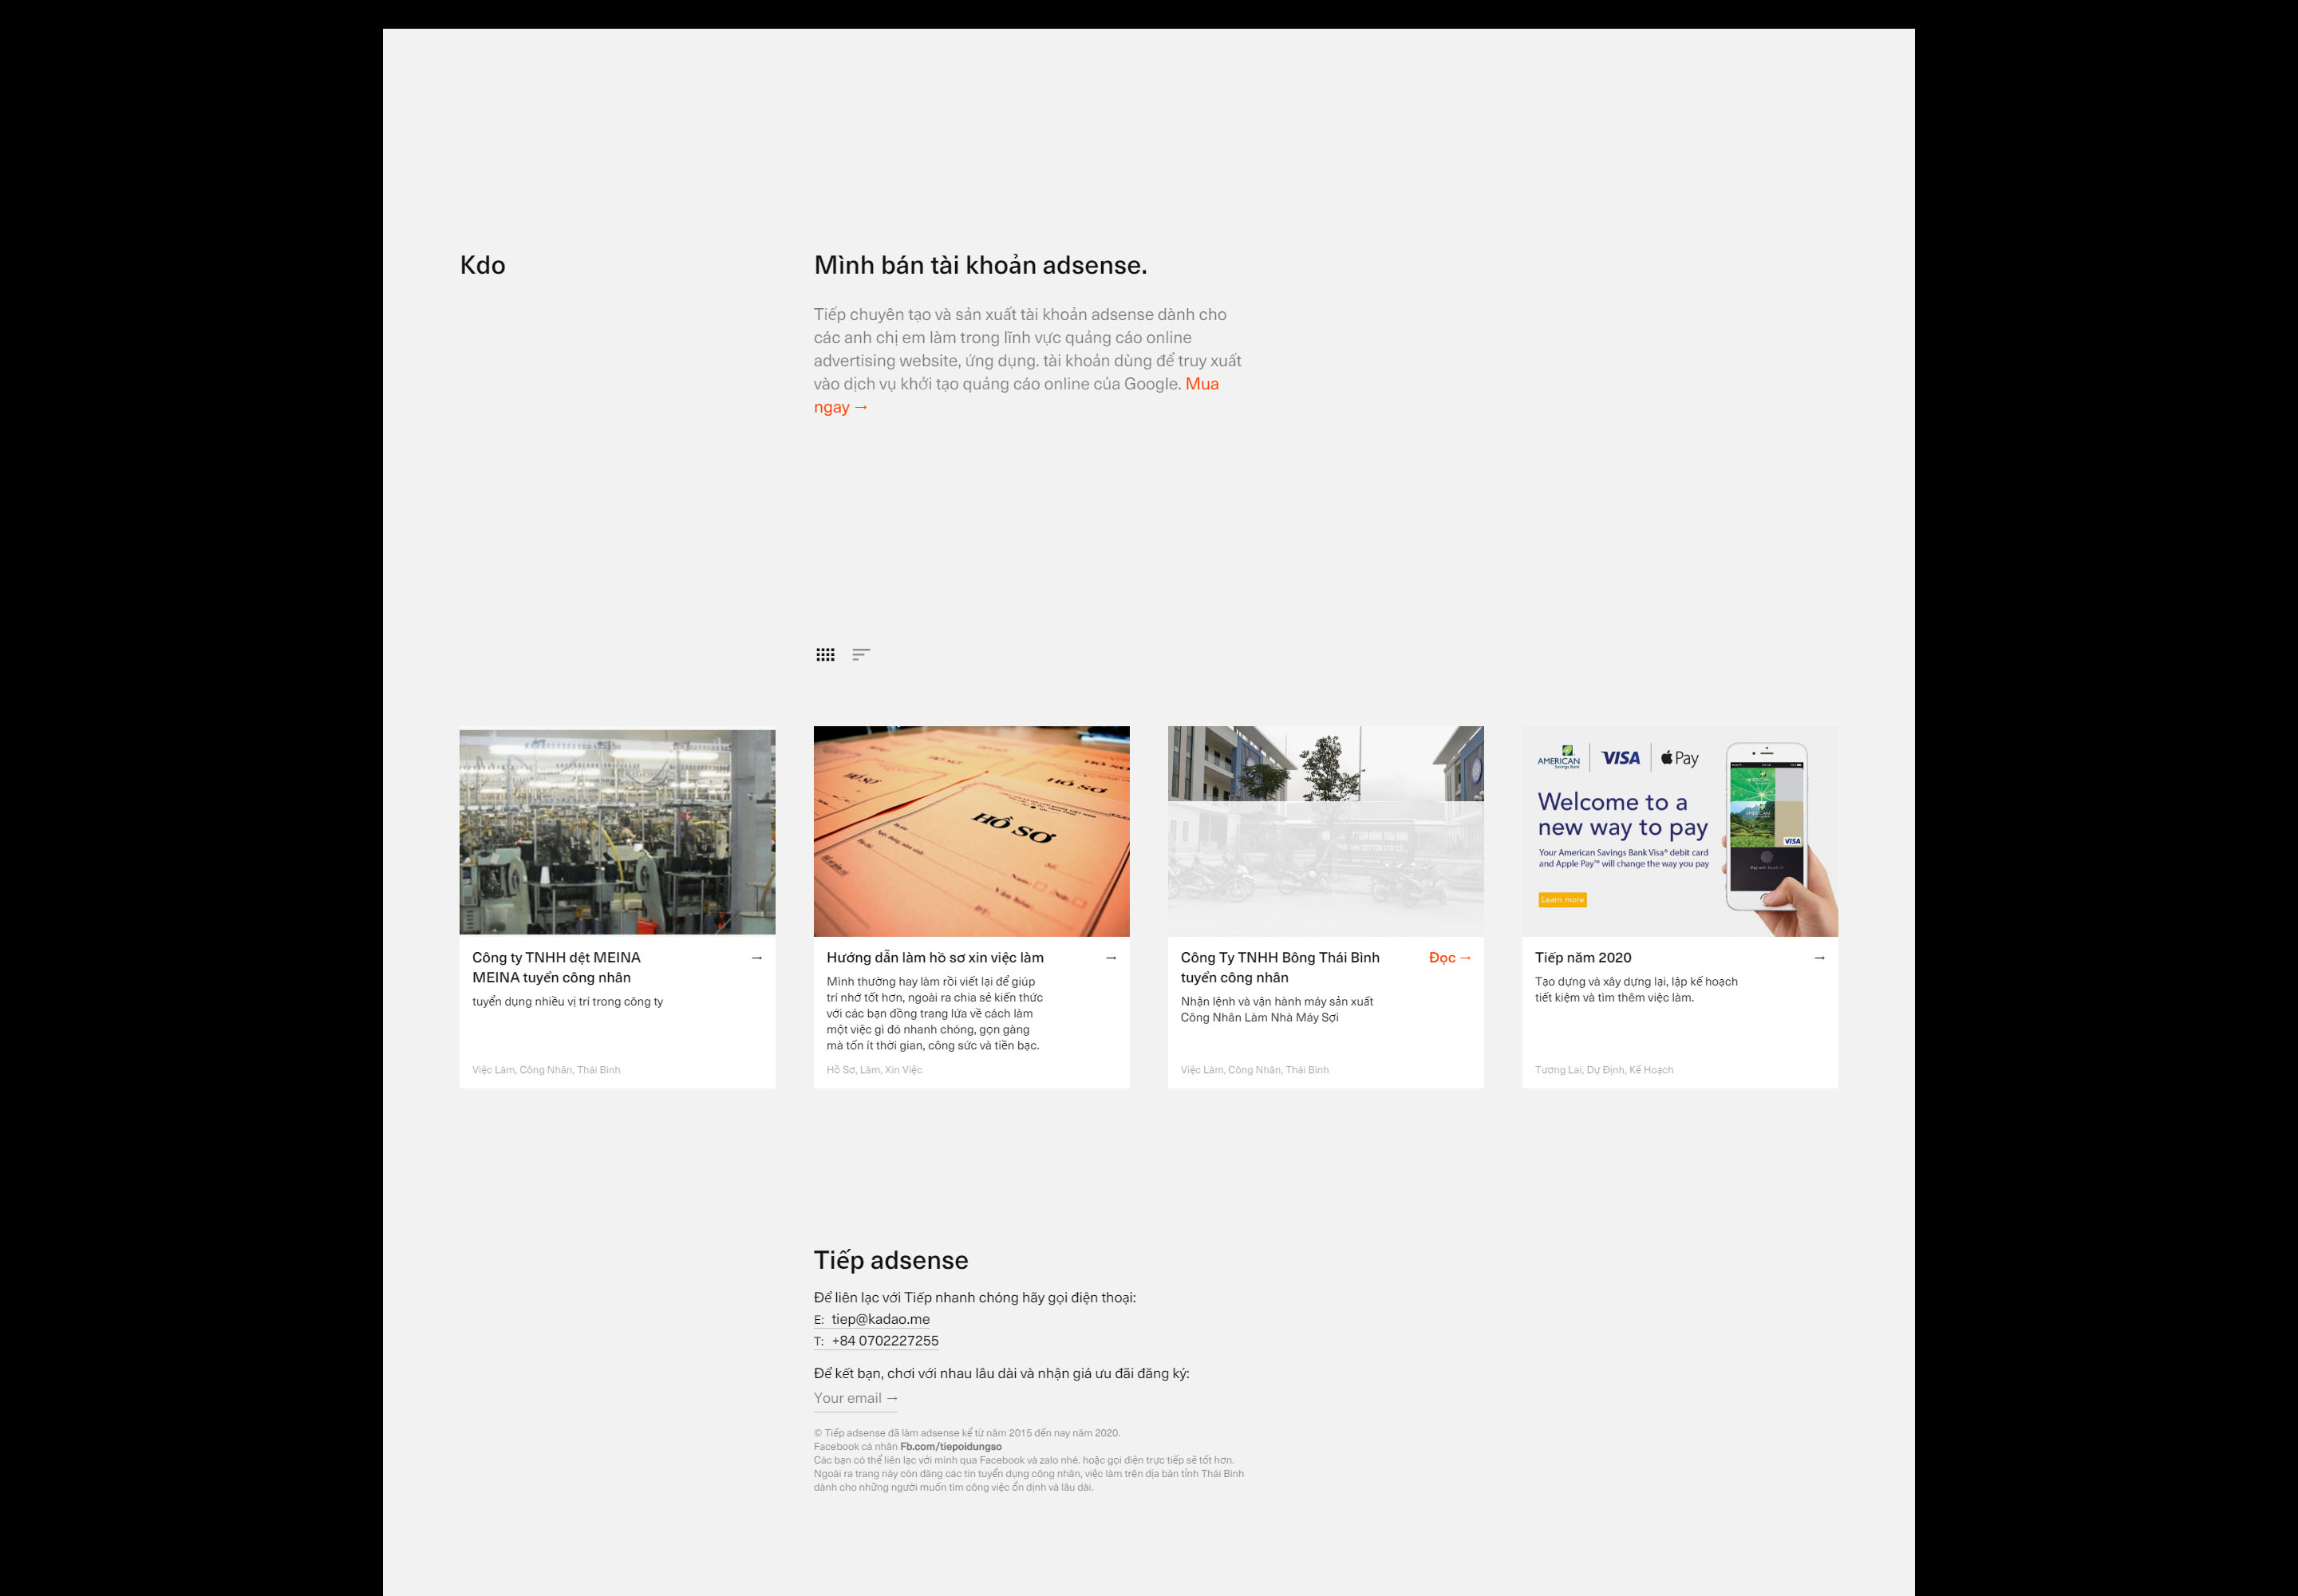 Kdo
Mình bán tài khoản adsense.
Tiếp chuyên tạo và sản xuất tài khoản adsense dành cho
các anh chị em làm trong lĩnh vực quảng cáo online
advertising website, ứng dụng. tài khoản dùng để truy xuất
vào dịch vụ khởi tạo quảng cáo online của Google. Mua
ngay →
HỒ SƠ
HỒ SƠ
HỒ SƠ
AMERICAN
Savings Bank
VISA
Pay
Welcome to a
new way to pay
Your American Savings Bank Visa® debit card
and Apple Pay™ will change the way you pay
VISA
Learn more
Công ty TNHH dệt MEINA
MEINA tuyển công nhân
→
tuyển dụng nhiều vị trí trong công ty
Việc Làm, Công Nhân, Thái Bình
Hướng dẫn làm hồ sơ xin việc làm →
Mình thường hay làm rồi viết lại để giúp
trí nhớ tốt hơn, ngoài ra chia sẻ kiến thức
với các bạn đồng trang lứa về cách làm
một việc gì đó nhanh chóng, gọn gàng
mà tốn ít thời gian, công sức và tiền bạc.
Hồ Sơ, Làm, Xin Việc
Công Ty TNHH Bông Thái Bình
tuyển công nhân
Đọc →
Nhận lệnh và vận hành máy sản xuất
Công Nhân Làm Nhà Máy Sợi
Việc Làm, Công Nhân, Thái Bình
Tiếp năm 2020 →
Tạo dựng và xây dựng lại, lập kế hoạch
tiết kiệm và tìm thêm việc làm.
Tương Lai, Dự Định, Kế Hoạch
Tiếp adsense
Để liên lạc với Tiếp nhanh chóng hãy gọi điện thoại:
E: tiep@kadao.me
T: +84 0702227255
Để kết bạn, chơi với nhau lâu dài và nhận giá ưu đãi đăng ký:
Your email →
© Tiếp adsense đã làm adsense kể từ năm 2015 đến nay năm 2020.
Facebook cá nhân Fb.com/tiepoidungso
Các bạn có thể liên lạc với mình qua Facebook và zalo nhé. hoặc gọi điện trực tiếp sẽ tốt hơn.
Ngoài ra trang này còn đăng các tin tuyển dụng công nhân, việc làm trên địa bàn tỉnh Thái Bình
dành cho những người muốn tìm công việc ổn định và lâu dài.